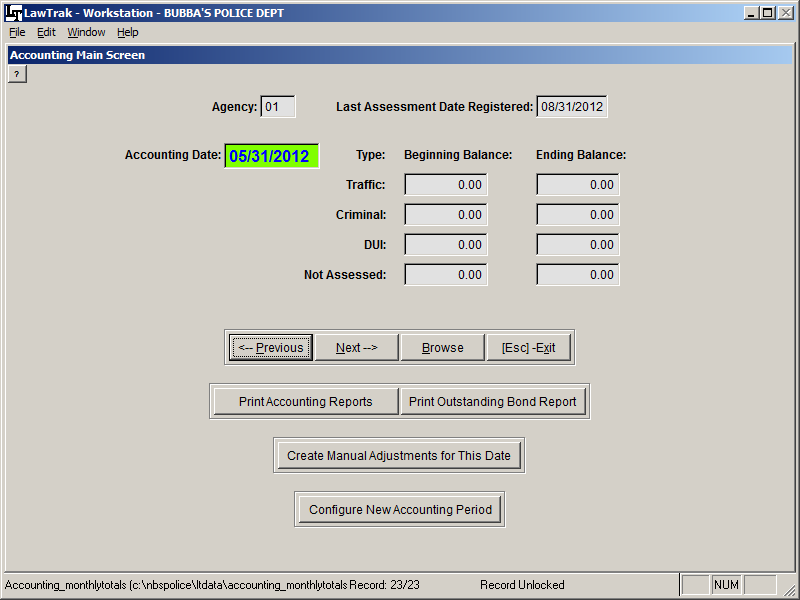 LawTrak - Workstation - BUBBA'S POLICE DEPT
File Edit Window Help
Accounting Main Screen
?
Agency: 01 Last Assessment Date Registered: 08/31/2012
Accounting Date: 05/31/2012 Type: Beginning Balance: Ending Balance:
Traffic: 0.00 0.00
Criminal: 0.00 0.00
DUI: 0.00 0.00
Not Assessed: 0.00 0.00
<-- Previous Next --> Browse [Esc] -Exit
Print Accounting Reports Print Outstanding Bond Report
Create Manual Adjustments for This Date
Configure New Accounting Period
Accounting_monthlytotals (c:\nbspolice\ltdata\accounting_monthlytotals Record: 23/23 Record Unlocked NUM